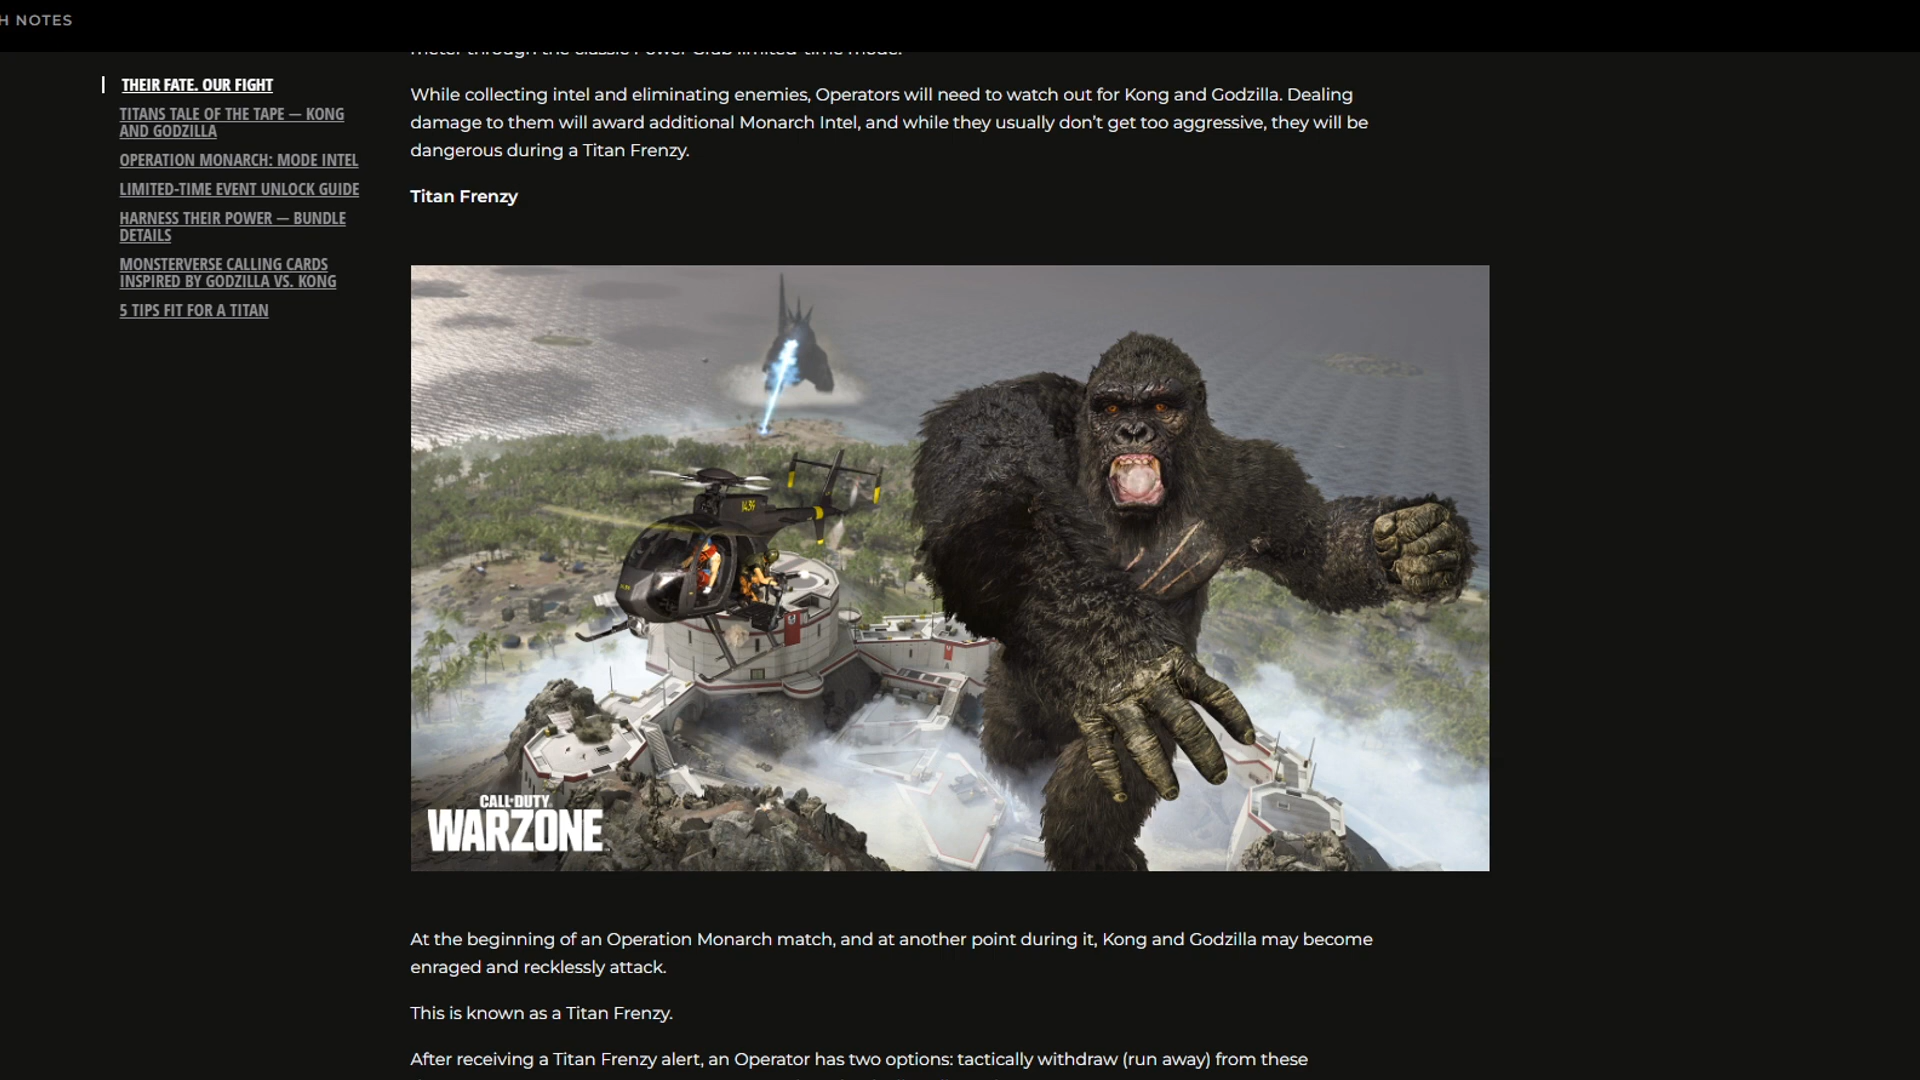 H NOTES
THEIR FATE. OUR FIGHT
TITANS TALE OF THE TAPE — KONG
AND GODZILLA
OPERATION MONARCH: MODE INTEL
LIMITED-TIME EVENT UNLOCK GUIDE
HARNESS THEIR POWER — BUNDLE
DETAILS
MONSTERVERSE CALLING CARDS
INSPIRED BY GODZILLA VS. KONG
5 TIPS FIT FOR A TITAN
While collecting intel and eliminating enemies, Operators will need to watch out for Kong and Godzilla. Dealing
damage to them will award additional Monarch Intel, and while they usually don’t get too aggressive, they will be
dangerous during a Titan Frenzy.
Titan Frenzy
CALL OF DUTY
WARZONE
At the beginning of an Operation Monarch match, and at another point during it, Kong and Godzilla may become
enraged and recklessly attack.
This is known as a Titan Frenzy.
After receiving a Titan Frenzy alert, an Operator has two options: tactically withdraw (run away) from these